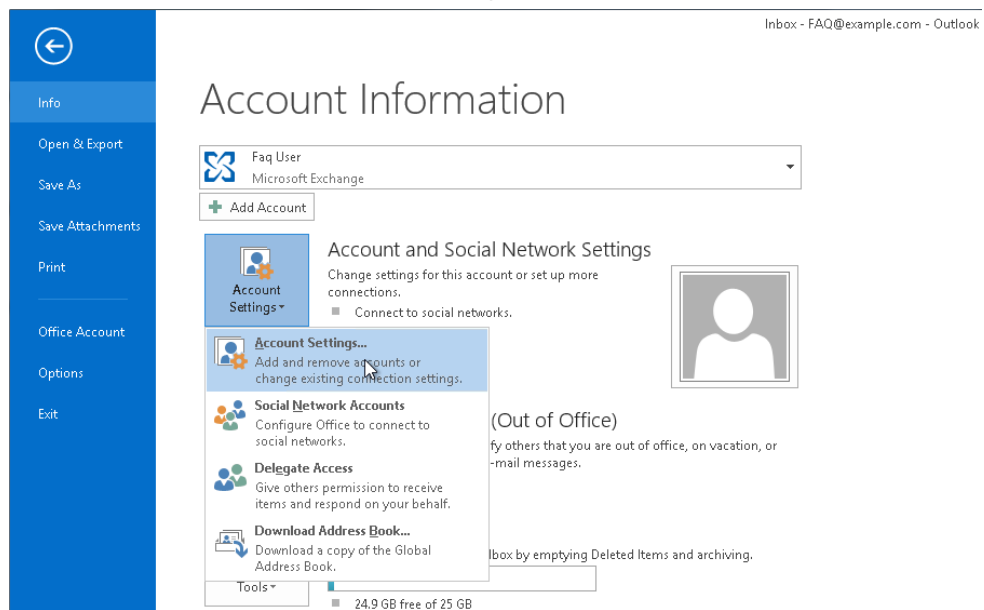 Inbox - FAQ@example.com - Outlook
Info
Open & Export
Save As
Save Attachments
Print
Office Account
Options
Exit
Account Information
Faq User
Microsoft Exchange
Add Account
Account
Settings
Account and Social Network Settings
Change settings for this account or set up more
connections.
Connect to social networks.
Account Settings...
Add and remove accounts or
change existing connection settings.
Social Network Accounts
Configure Office to connect to
social networks.
Delegate Access
Give others permission to receive
items and respond on your behalf.
Download Address Book...
Download a copy of the Global
Address Book.
(Out of Office)
fy others that you are out of office, on vacation, or
-mail messages.
lbox by emptying Deleted Items and archiving.
Tools
24.9 GB free of 25 GB